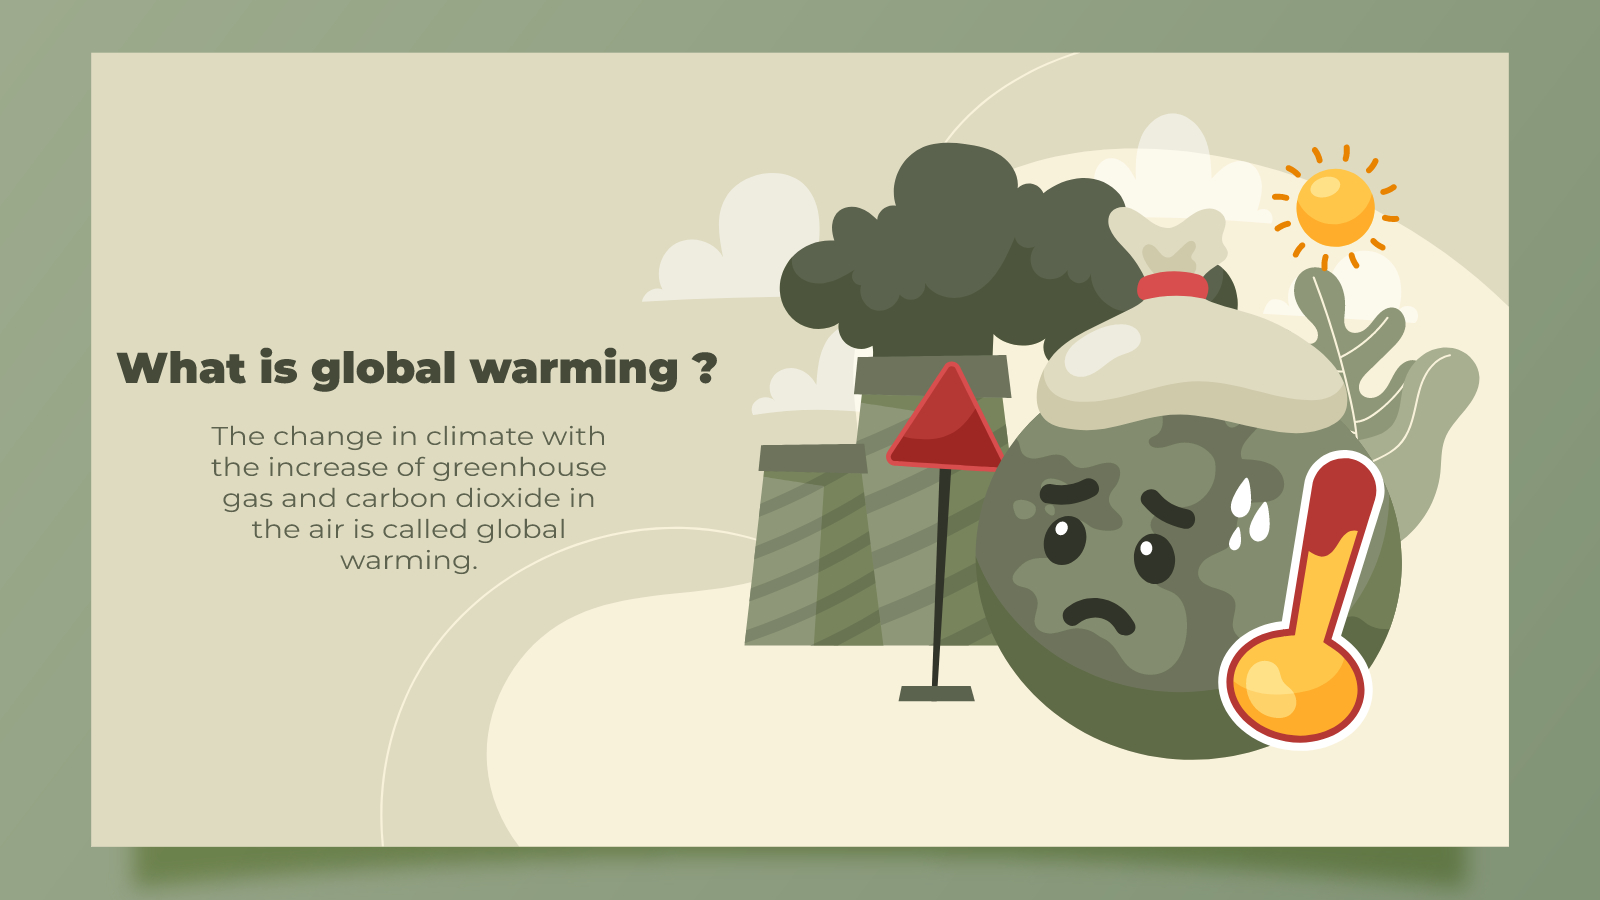 What is global warming ?
The change in climate with
the increase of greenhouse
gas and carbon dioxide in
the air is called global
warming.